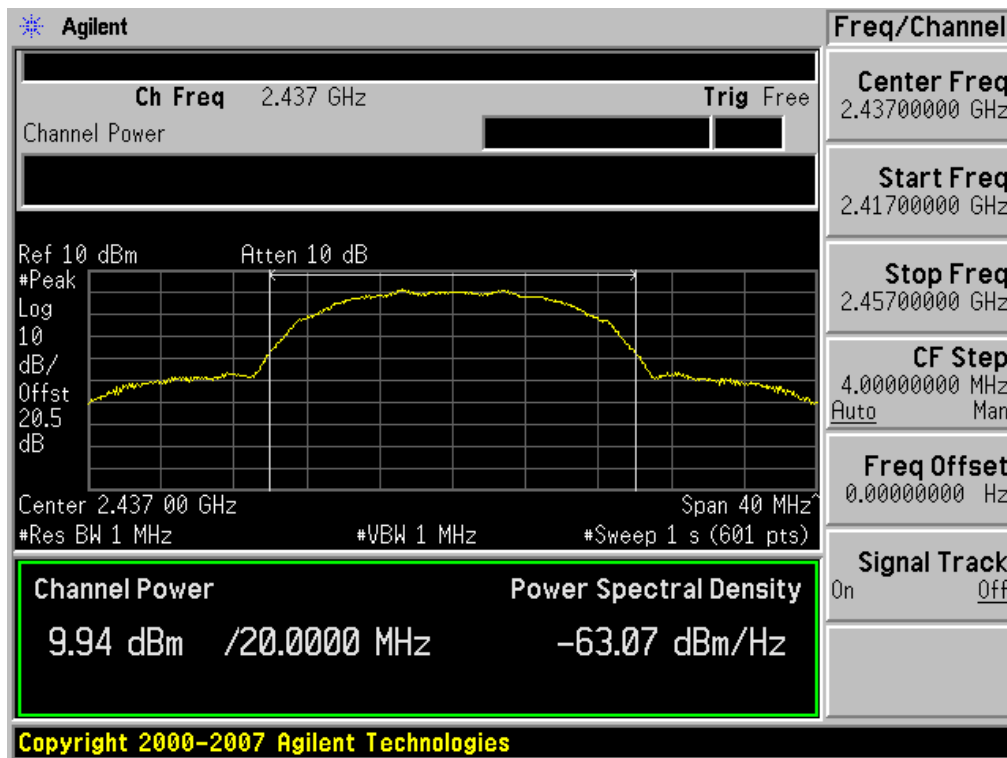 Agilent
Freq/Channel
Ch Freq 2.437 GHz Trig Free
Channel Power
Center Freq
2.43700000 GHz
Start Freq
2.41700000 GHz
Stop Freq
2.45700000 GHz
CF Step
4.00000000 MHz
Auto Man
Freq Offset
0.00000000 Hz
Signal Track
On Off
Ref 10 dBm Atten 10 dB
#Peak
Log
10
dB/
Offst
20.5
dB
Center 2.437 00 GHz Span 40 MHz^
#Res BW 1 MHz #VBW 1 MHz #Sweep 1 s (601 pts)
Channel Power Power Spectral Density
9.94 dBm /20.0000 MHz -63.07 dBm/Hz
Copyright 2000-2007 Agilent Technologies